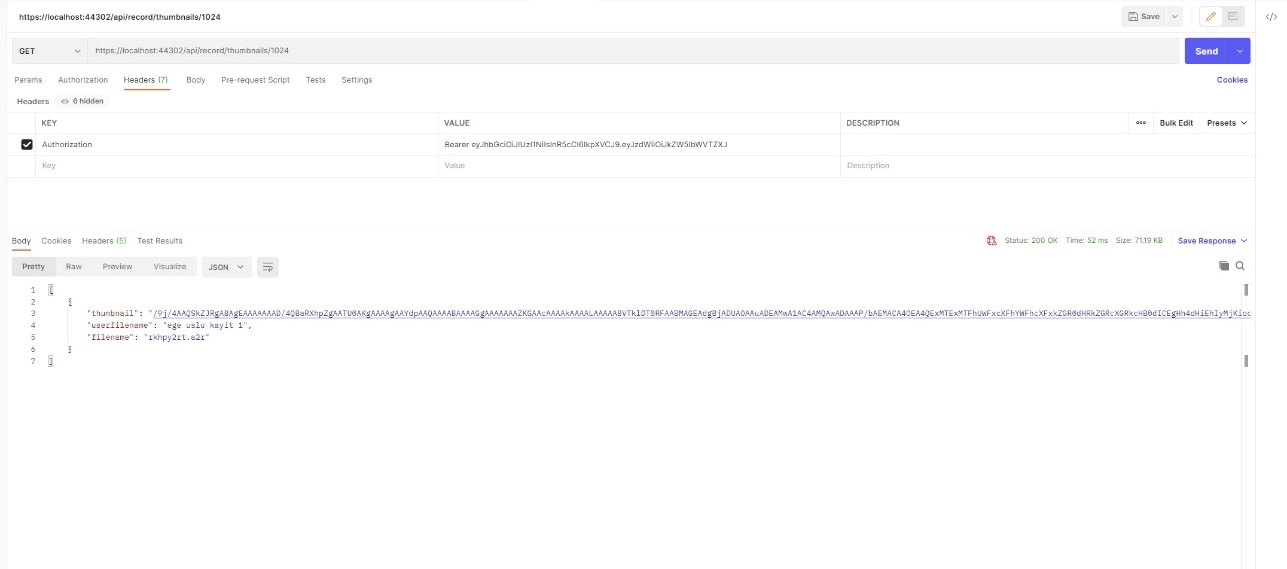 https://localhost:44302/api/record/thumbnails/1024
Save
GET https://localhost:44302/api/record/thumbnails/1024 Send
Params Authorization Headers (7) Body Pre-request Script Tests Settings Cookies
Headers 6 hidden
KEY VALUE DESCRIPTION ooo Bulk Edit Presets
Authorization Bearer
Key Value Description
Body Cookies Headers (5) Test Results Status: 200 OK Time: 52 ms Size: 71.19 KB Save Response
Pretty Raw Preview Visualize JSON
1 [
2 {
3 "thumbnail":
4 "userfilename": "ege uslu kayit 1",
5 "filename": "rkhpy2rt.a2r"
6 }
7 ]